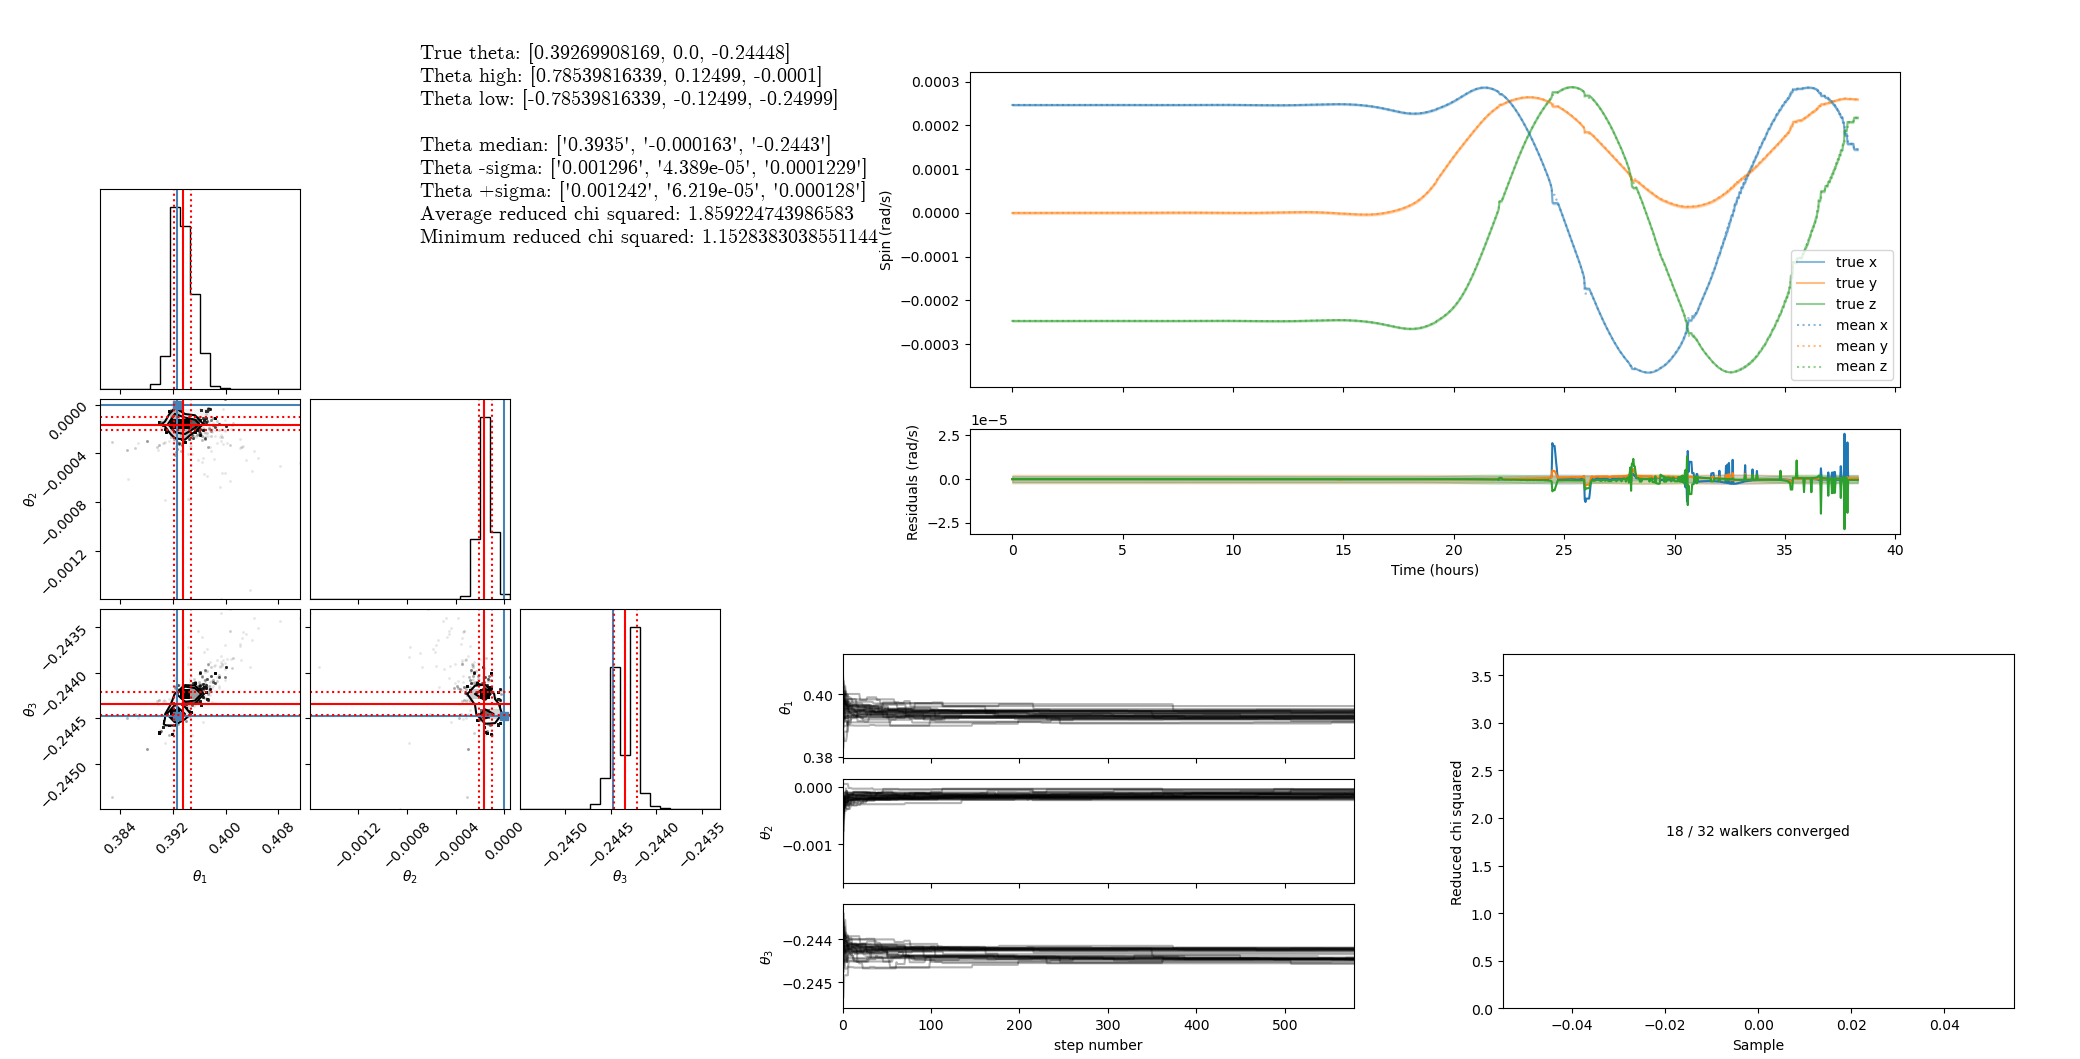 True theta: [0.39269908169, 0.0, -0.24448]
Theta high: [0.78539816339, 0.12499, -0.0001]
Theta low: [-0.78539816339, -0.12499, -0.24999]
Theta median: ['0.3935', '-0.000163', '-0.2443']
Theta -sigma: ['0.001296', '4.389e-05', '0.0001229']
Theta +sigma: ['0.001242', '6.219e-05', '0.000128']
Average reduced chi squared: 1.859224743986583
Minimum reduced chi squared: 1.1528383038551144
0.0000
−0.0004
−0.0008
−0.0012
θ2
−0.2435
−0.2440
−0.2445
−0.2450
θ3
0.384
0.392
0.400
0.408
θ1
−0.0012
−0.0008
−0.0004
0.0000
θ2
−0.2450
−0.2445
−0.2440
−0.2435
θ3
0.0003
0.0002
0.0001
0.0000
−0.0001
−0.0002
−0.0003
Spin (rad/s)
true x
true y
true z
mean x
mean y
mean z
1e−5
2.5
0.0
−2.5
Residuals (rad/s)
0
5
10
15
20
25
30
35
40
Time (hours)
0.40
0.38
θ1
0.000
−0.001
θ2
−0.244
−0.245
θ3
0
100
200
300
400
500
step number
3.5
3.0
2.5
2.0
1.5
1.0
0.5
0.0
Reduced chi squared
18 / 32 walkers converged
−0.04
−0.02
0.00
0.02
0.04
Sample